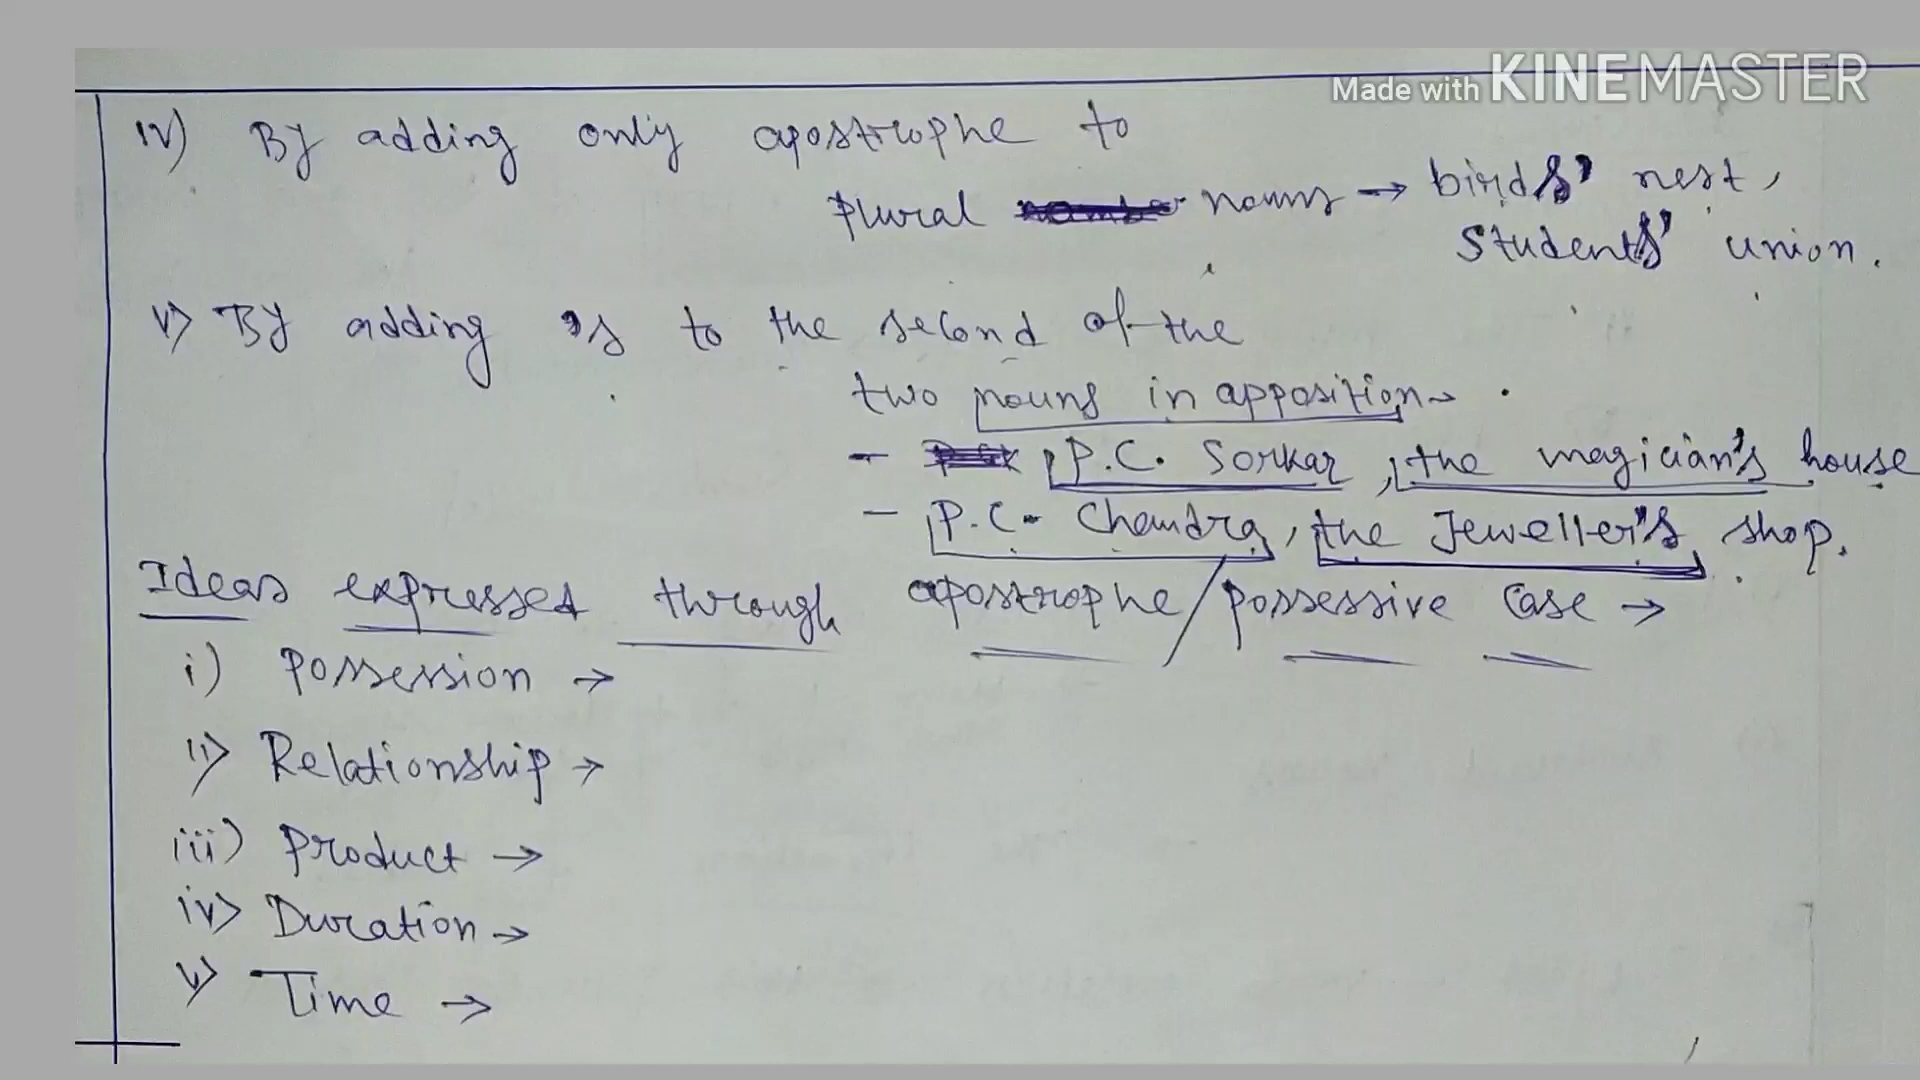 Made with KINEMASTER
iv) By adding only apostrophe to
plural nouns → birds' nest,
students' union.
v) By adding 's to the second of the
two nouns in apposition →
- P.C. Sorkar, the magician's house
- P.C. Chandra, the Jeweller's shop.
Ideas expressed through apostrophe/possessive case →
i) Possession →
ii) Relationship →
iii) Product →
iv) Duration →
v) Time →